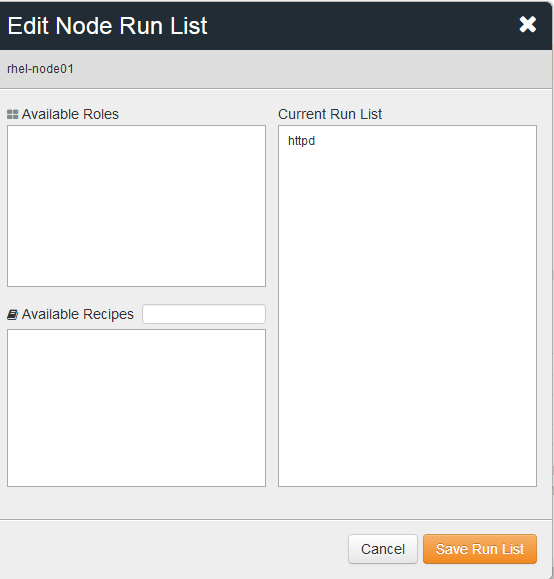 Edit Node Run List
rhel-node01
Available Roles
Current Run List
httpd
Available Recipes
Cancel
Save Run List